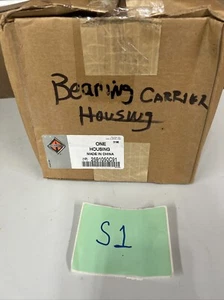 Bearing CARRIER
Housing
ONE
HOUSING
MADE IN CHINA
S1